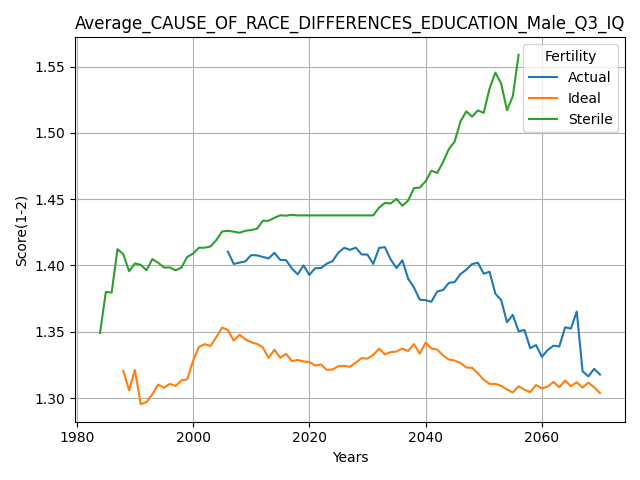 Average_CAUSE_OF_RACE_DIFFERENCES_EDUCATION_Male_Q3_IQ
Fertility
Actual
Ideal
Sterile
Score(1-2)
1.55
1.50
1.45
1.40
1.35
1.30
1980
2000
2020
2040
2060
Years